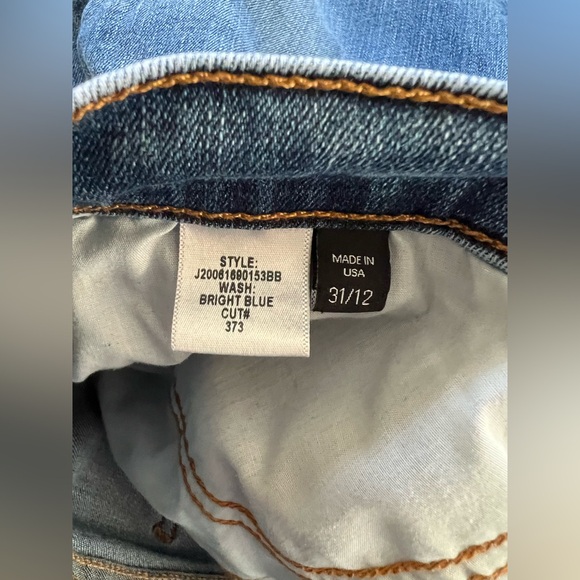 STYLE:
J20061690153BB
WASH:
BRIGHT BLUE
CUT#
373
MADE IN
USA
31/12